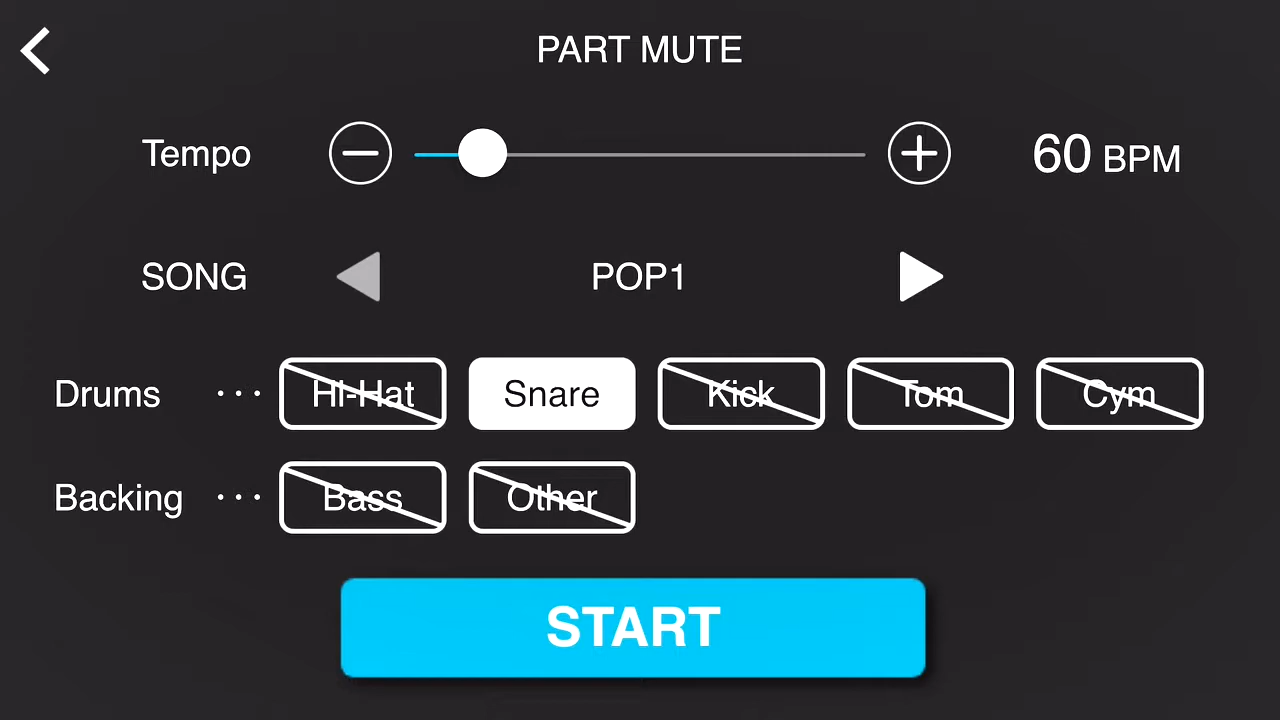 PART MUTE
Tempo 60 BPM
SONG POP1
Drums ··· Hi-Hat Snare Kick Tom Cym
Backing ··· Bass Other
START